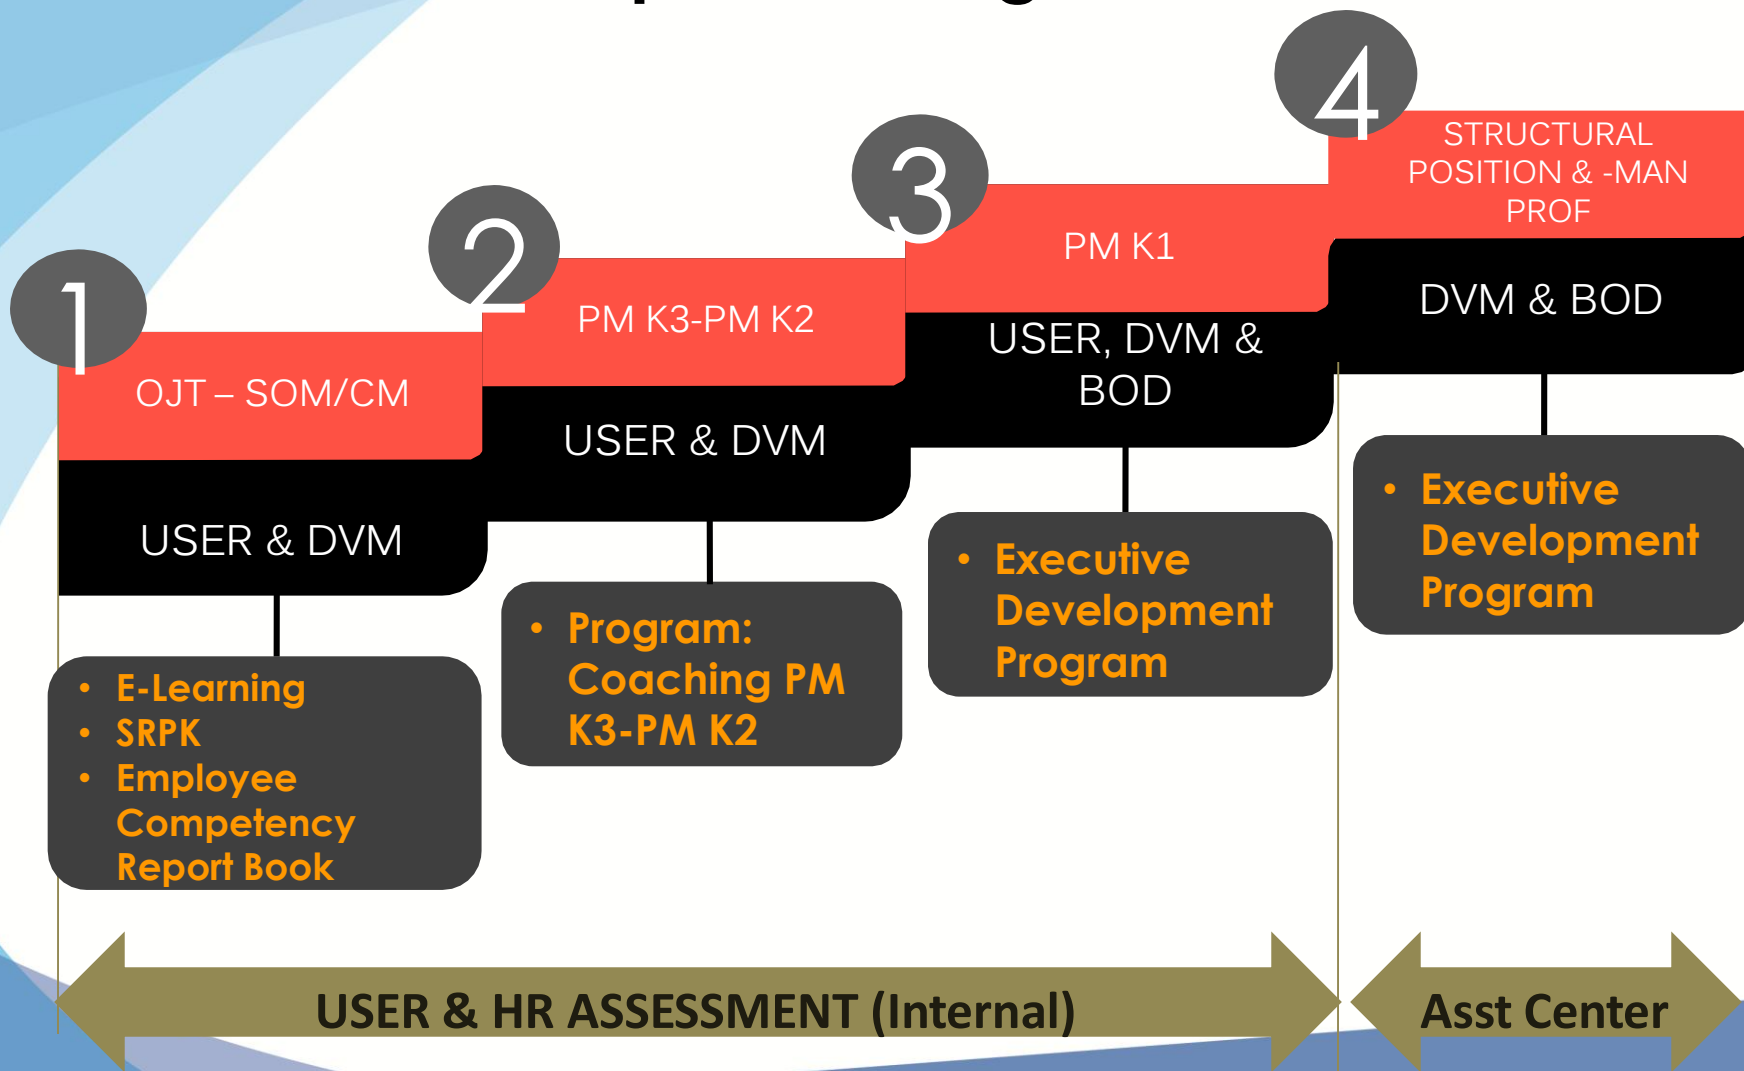 1
OJT – SOM/CM
USER & DVM
• E-Learning
• SRPK
• Employee
Competency
Report Book
2
PM K3-PM K2
USER & DVM
• Program:
Coaching PM
K3-PM K2
3
PM K1
USER, DVM &
BOD
• Executive
Development
Program
4
STRUCTURAL
POSITION & -MAN
PROF
DVM & BOD
• Executive
Development
Program
USER & HR ASSESSMENT (Internal)
Asst Center